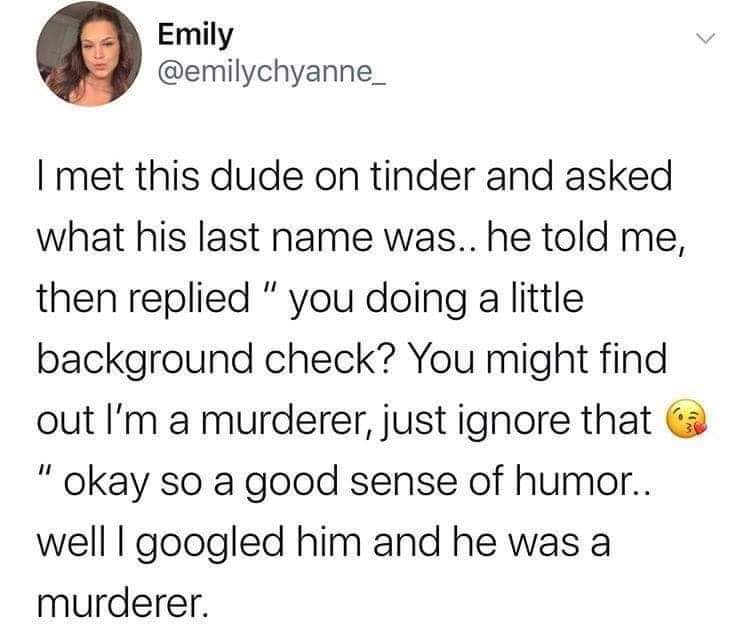 Emily
@emilychyanne_
I met this dude on tinder and asked
what his last name was.. he told me,
then replied " you doing a little
background check? You might find
out I'm a murderer, just ignore that 😘
" okay so a good sense of humor..
well I googled him and he was a
murderer.